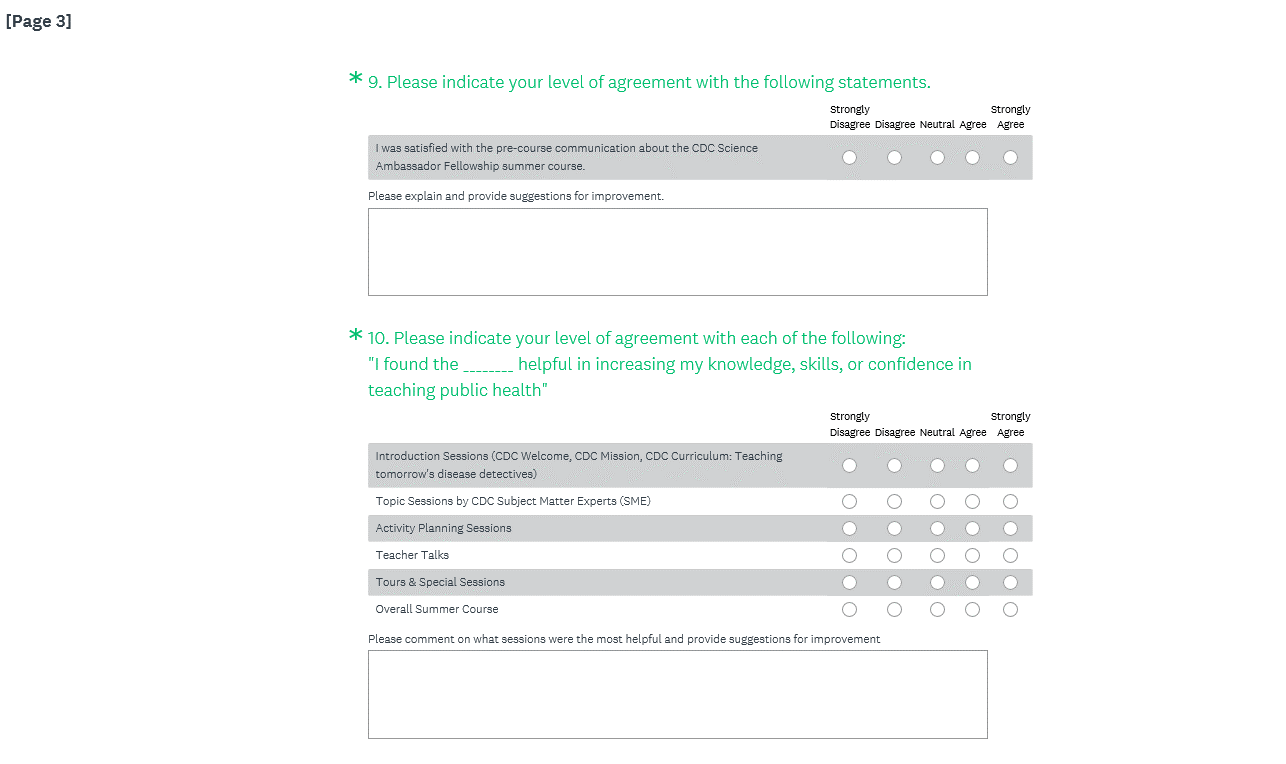 [Page 3]
* 9. Please indicate your level of agreement with the following statements.
Strongly Disagree Disagree Neutral Agree Strongly Agree
I was satisfied with the pre-course communication about the CDC Science
Ambassador Fellowship summer course.
Please explain and provide suggestions for improvement.
* 10. Please indicate your level of agreement with each of the following:
"I found the ________ helpful in increasing my knowledge, skills, or confidence in
teaching public health"
Strongly Disagree Disagree Neutral Agree Strongly Agree
Introduction Sessions (CDC Welcome, CDC Mission, CDC Curriculum: Teaching
tomorrow's disease detectives)
Topic Sessions by CDC Subject Matter Experts (SME)
Activity Planning Sessions
Teacher Talks
Tours & Special Sessions
Overall Summer Course
Please comment on what sessions were the most helpful and provide suggestions for improvement